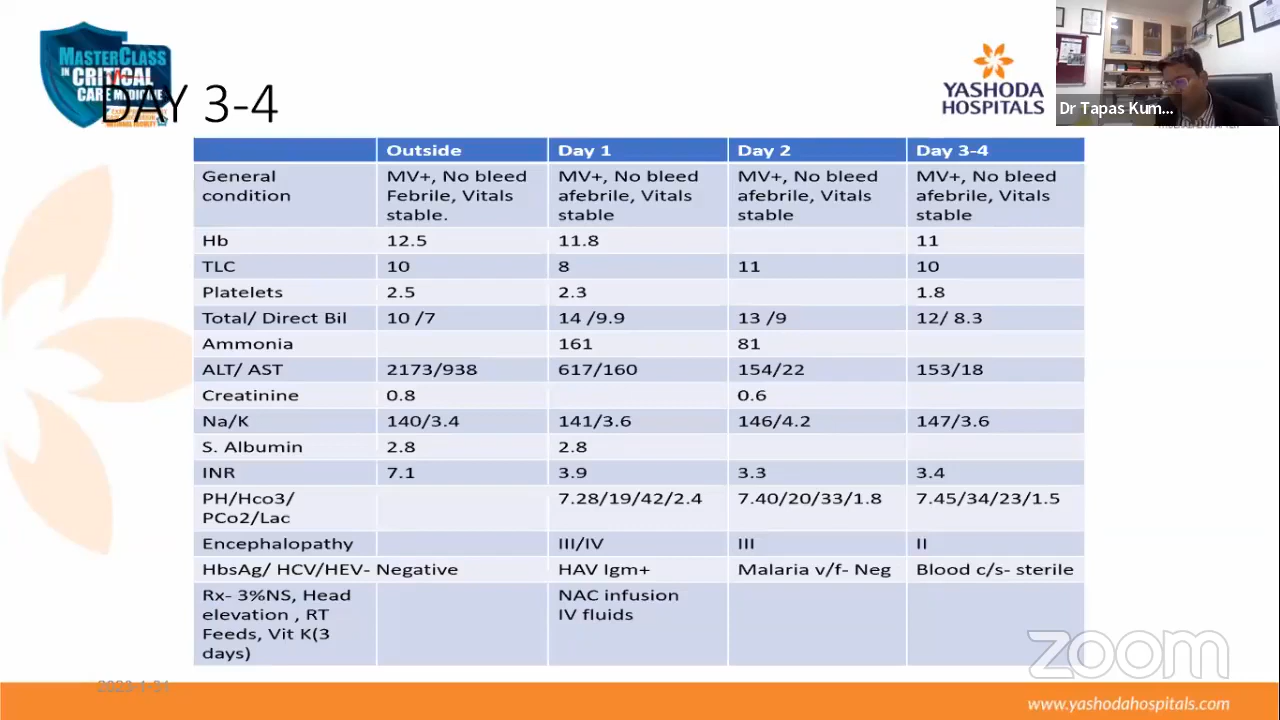 MASTERCLASS
IN CRITICAL
CARE MEDICINE
DAY 3-4
YASHODA
HOSPITALS
Dr Tapas Kum...
Outside Day 1 Day 2 Day 3-4
General condition MV+, No bleed Febrile, Vitals stable. MV+, No bleed afebrile, Vitals stable MV+, No bleed afebrile, Vitals stable MV+, No bleed afebrile, Vitals stable
Hb 12.5 11.8 11
TLC 10 8 11 10
Platelets 2.5 2.3 1.8
Total/ Direct Bil 10 /7 14 /9.9 13 /9 12/ 8.3
Ammonia 161 81
ALT/ AST 2173/938 617/160 154/22 153/18
Creatinine 0.8 0.6
Na/K 140/3.4 141/3.6 146/4.2 147/3.6
S. Albumin 2.8 2.8
INR 7.1 3.9 3.3 3.4
PH/Hco3/ PCo2/Lac 7.28/19/42/2.4 7.40/20/33/1.8 7.45/34/23/1.5
Encephalopathy III/IV III II
HbsAg/ HCV/HEV- Negative HAV Igm+ Malaria v/f- Neg Blood c/s- sterile
Rx- 3%NS, Head elevation , RT Feeds, Vit K(3 days) NAC infusion IV fluids
zoom
www.yashodahospitals.com